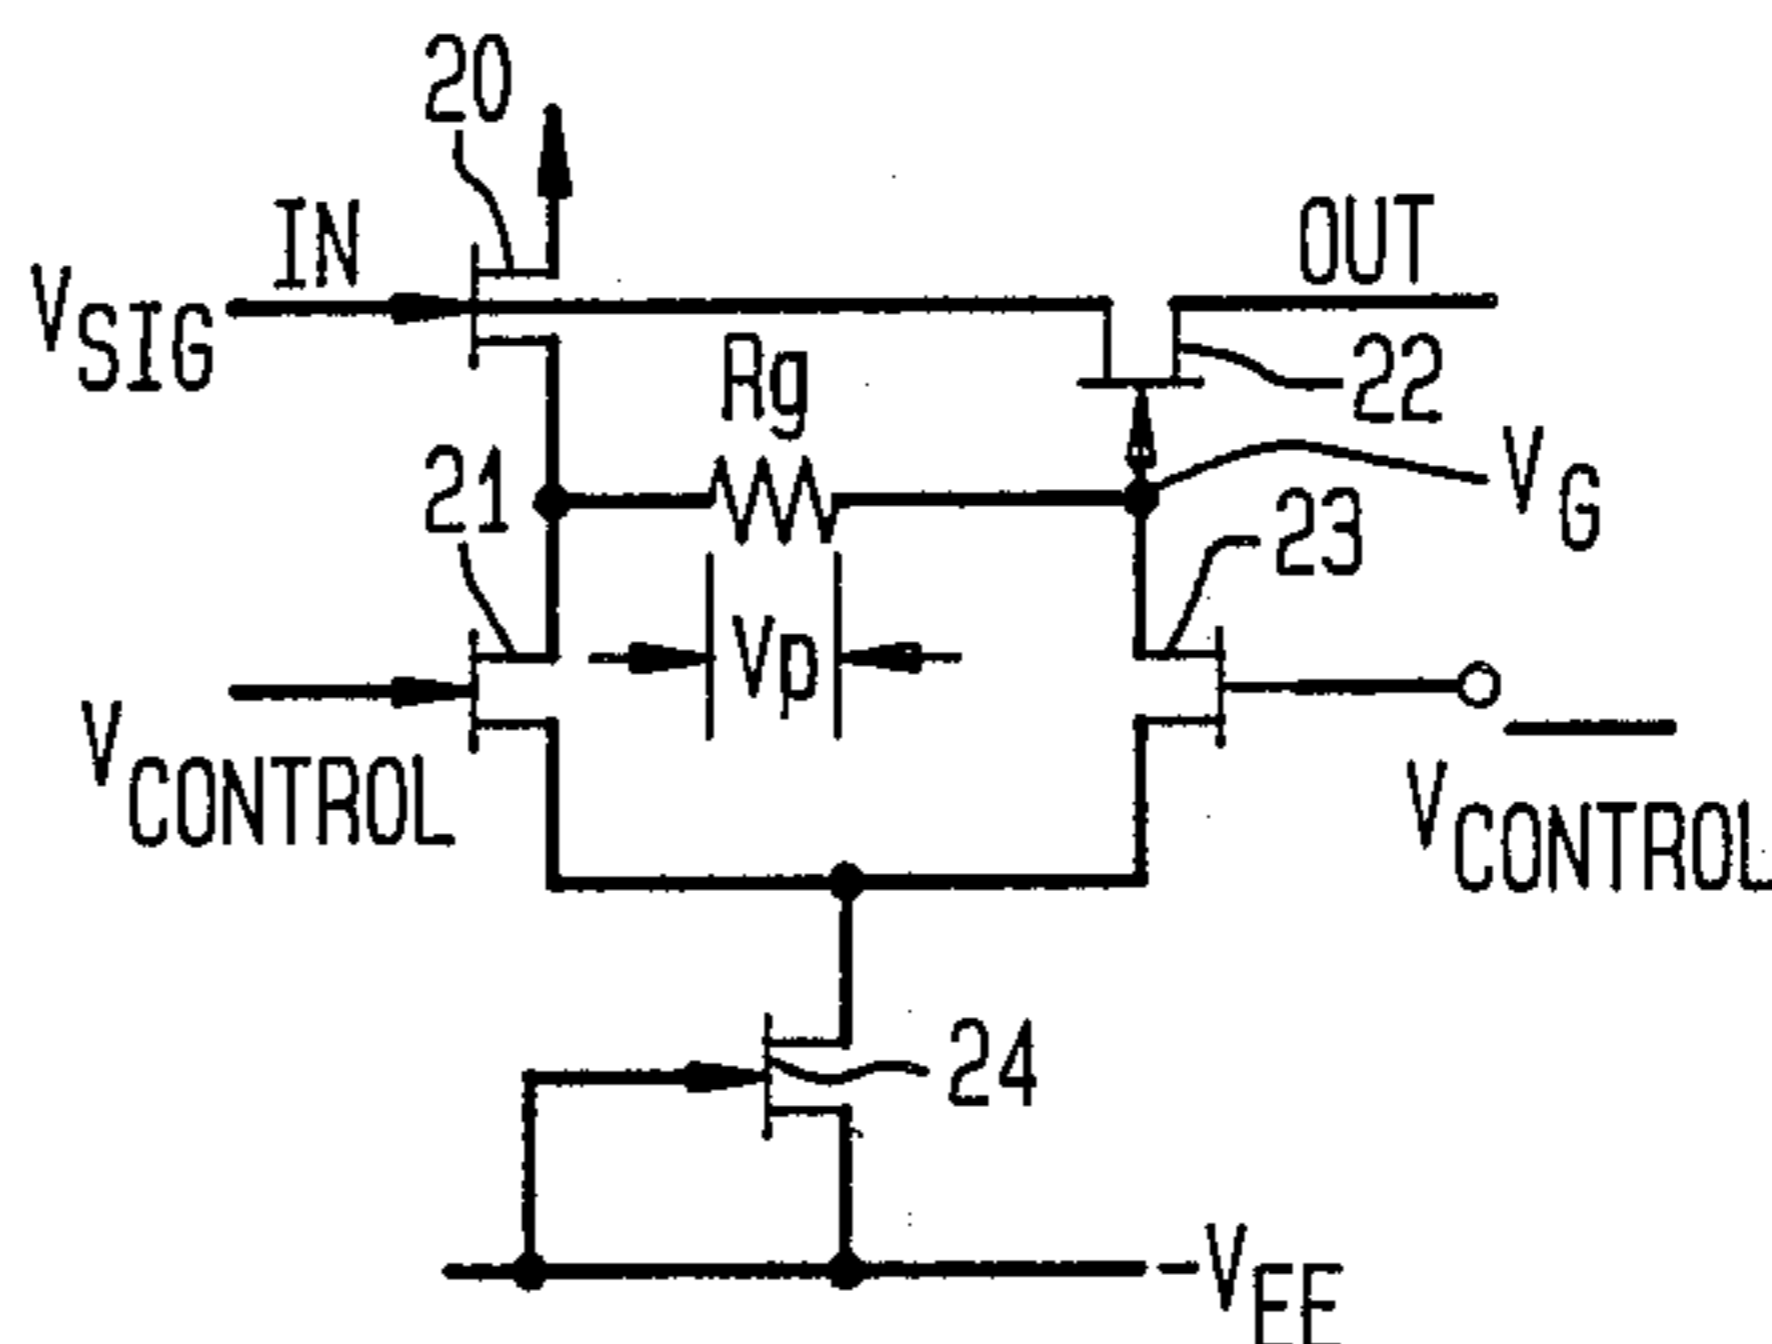 20
IN
OUT
VSIG
Rg
22
21
VG
23
Vp
VCONTROL
VCONTROL
24
-VEE